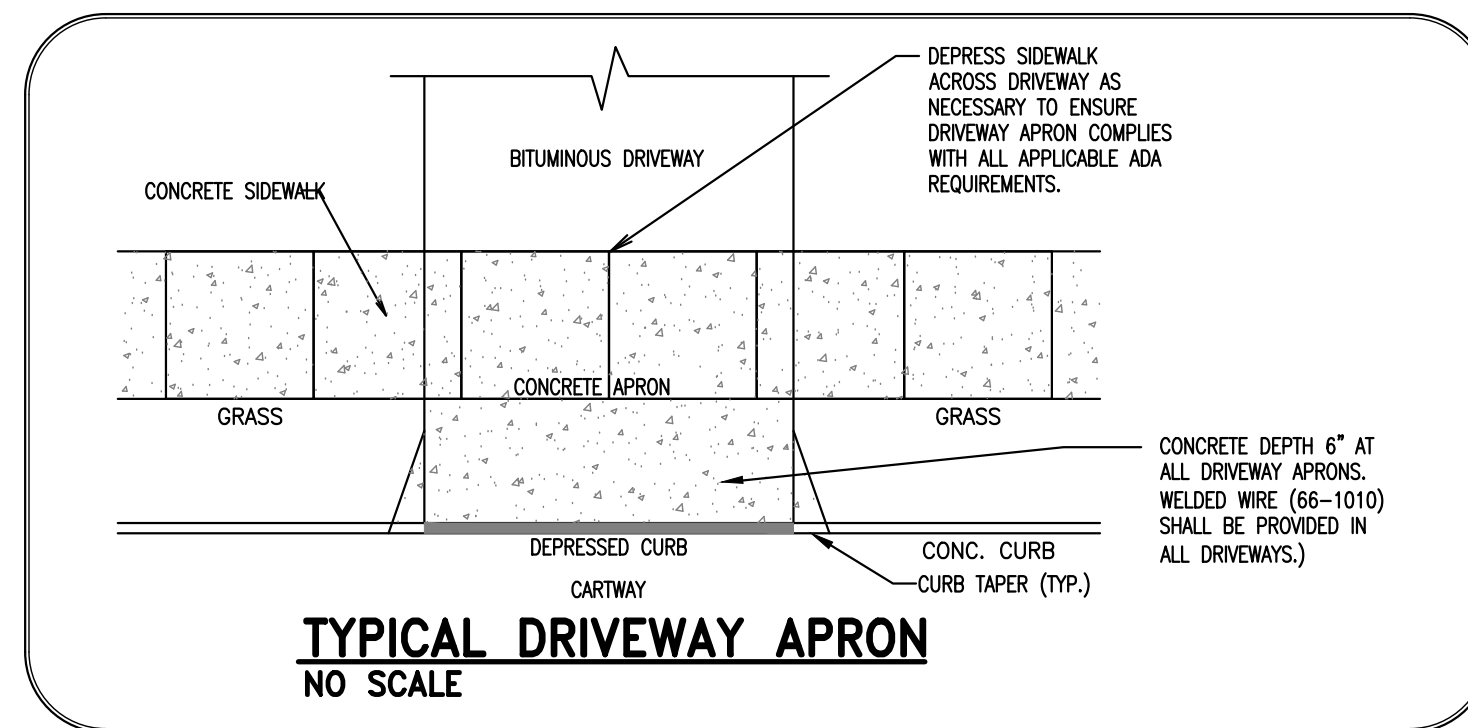 DEPRESS SIDEWALK
ACROSS DRIVEWAY AS
NECESSARY TO ENSURE
DRIVEWAY APRON COMPLIES
WITH ALL APPLICABLE ADA
REQUIREMENTS.
BITUMINOUS DRIVEWAY
CONCRETE SIDEWALK
CONCRETE APRON
GRASS
GRASS
CONCRETE DEPTH 6" AT
ALL DRIVEWAY APRONS.
WELDED WIRE (66-1010)
SHALL BE PROVIDED IN
ALL DRIVEWAYS.)
DEPRESSED CURB
CONC. CURB
CARTWAY
CURB TAPER (TYP.)
TYPICAL DRIVEWAY APRON
NO SCALE